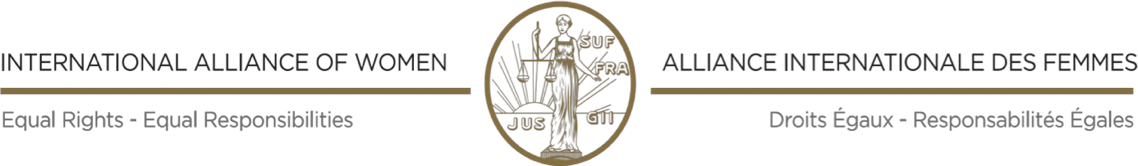 INTERNATIONAL ALLIANCE OF WOMEN
Equal Rights - Equal Responsibilities
SUF
FRA
JUS
GII
ALLIANCE INTERNATIONALE DES FEMMES
Droits Égaux - Responsabilités Égales